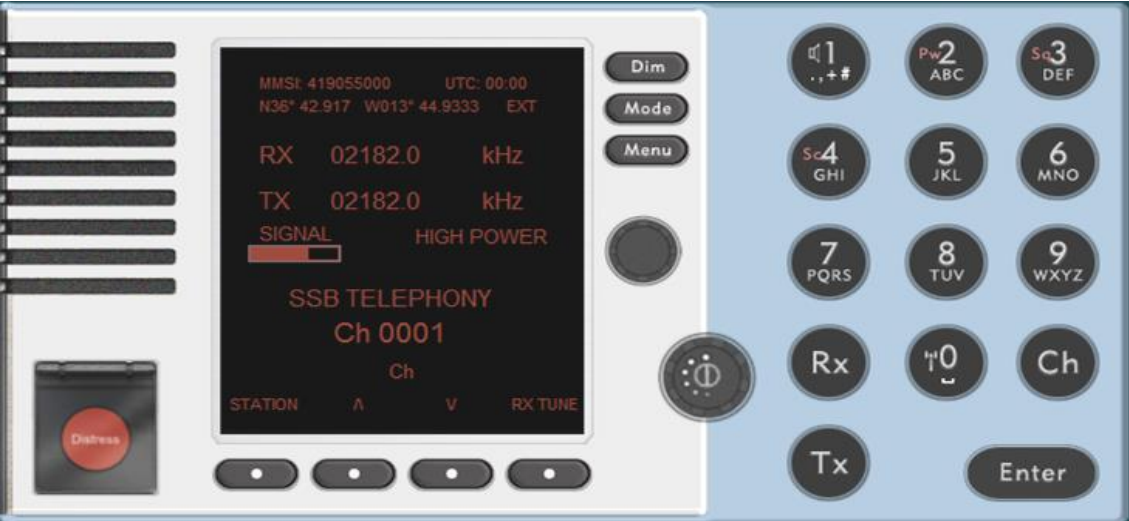 MMSI: 419055000 UTC: 00:00
N36° 42.917 W013° 44.9333 EXT
RX 02182.0 kHz
TX 02182.0 kHz
SIGNAL HIGH POWER
SSB TELEPHONY
Ch 0001
Ch
STATION ∧ ∨ RX TUNE
Distress
Dim
Mode
Menu
1 .,+#
Pw2 ABC
Sq3 DEF
Sc4 GHI
5 JKL
6 MNO
7 PQRS
8 TUV
9 WXYZ
Rx
0
Ch
Tx
Enter